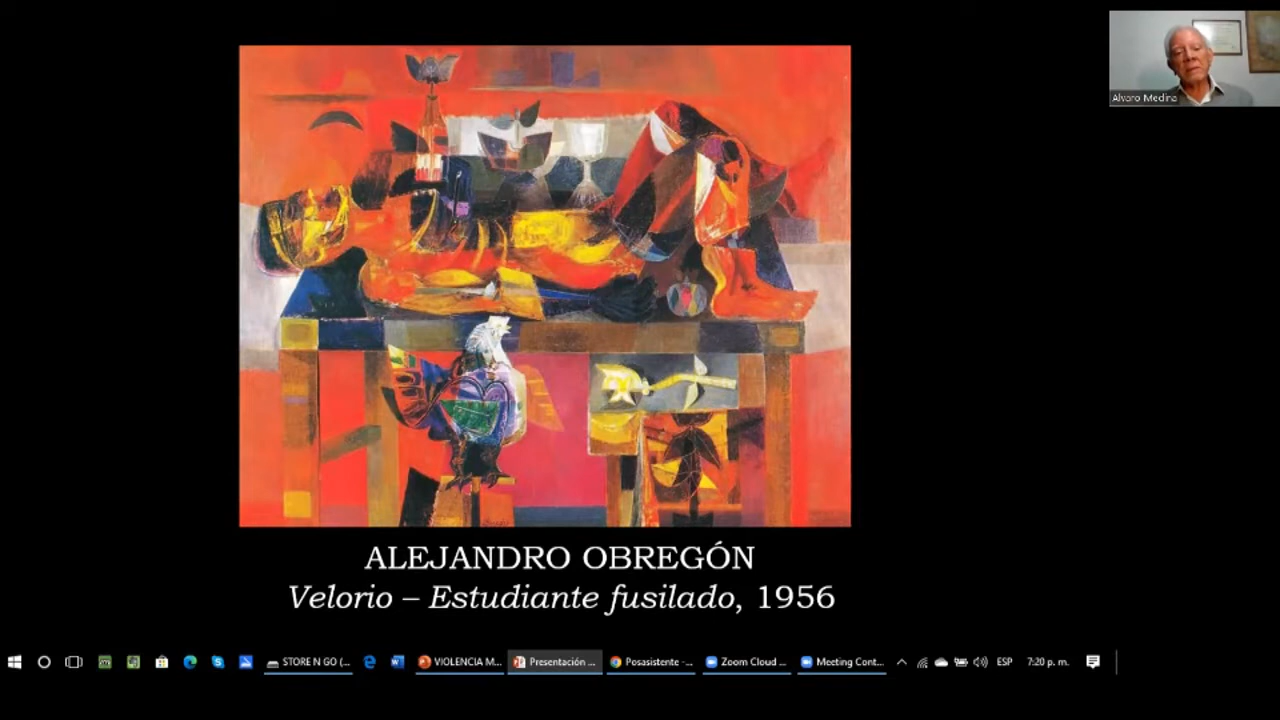 Alvaro Medina
ALEJANDRO OBREGÓN
Velorio – Estudiante fusilado, 1956
STORE N GO (...
VIOLENCIA M...
Presentación ...
Posasistente -...
Zoom Cloud ...
Meeting Cont...
ESP
7:20 p. m.